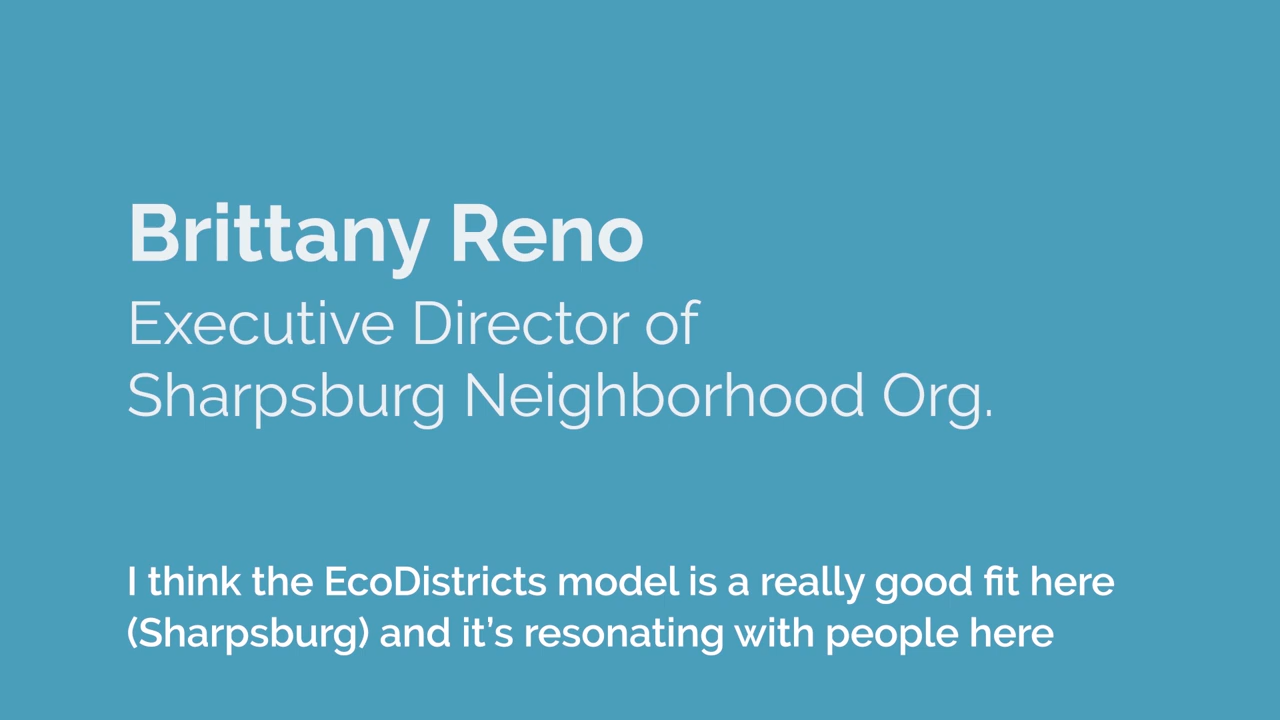 Brittany Reno
Executive Director of
Sharpsburg Neighborhood Org.
I think the EcoDistricts model is a really good fit here
(Sharpsburg) and it’s resonating with people here